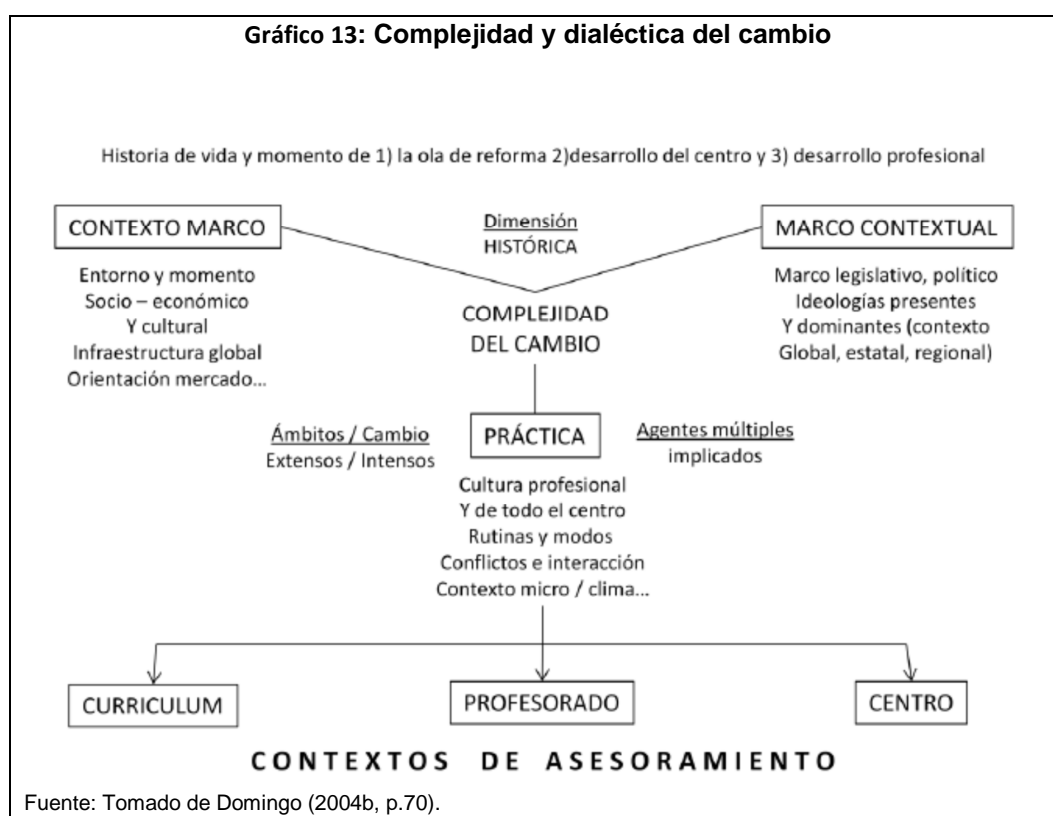 Gráfico 13: Complejidad y dialéctica del cambio
Historia de vida y momento de 1) la ola de reforma 2)desarrollo del centro y 3) desarrollo profesional
CONTEXTO MARCO
Entorno y momento
Socio – económico
Y cultural
Infraestructura global
Orientación mercado...
Dimensión
HISTÓRICA
MARCO CONTEXTUAL
Marco legislativo, político
Ideologías presentes
Y dominantes (contexto
Global, estatal, regional)
COMPLEJIDAD
DEL CAMBIO
Ámbitos / Cambio
Extensos / Intensos
PRÁCTICA
Agentes múltiples
implicados
Cultura profesional
Y de todo el centro
Rutinas y modos
Conflictos e interacción
Contexto micro / clima...
CURRICULUM
PROFESORADO
CENTRO
CONTEXTOS DE ASESORAMIENTO
Fuente: Tomado de Domingo (2004b, p.70).